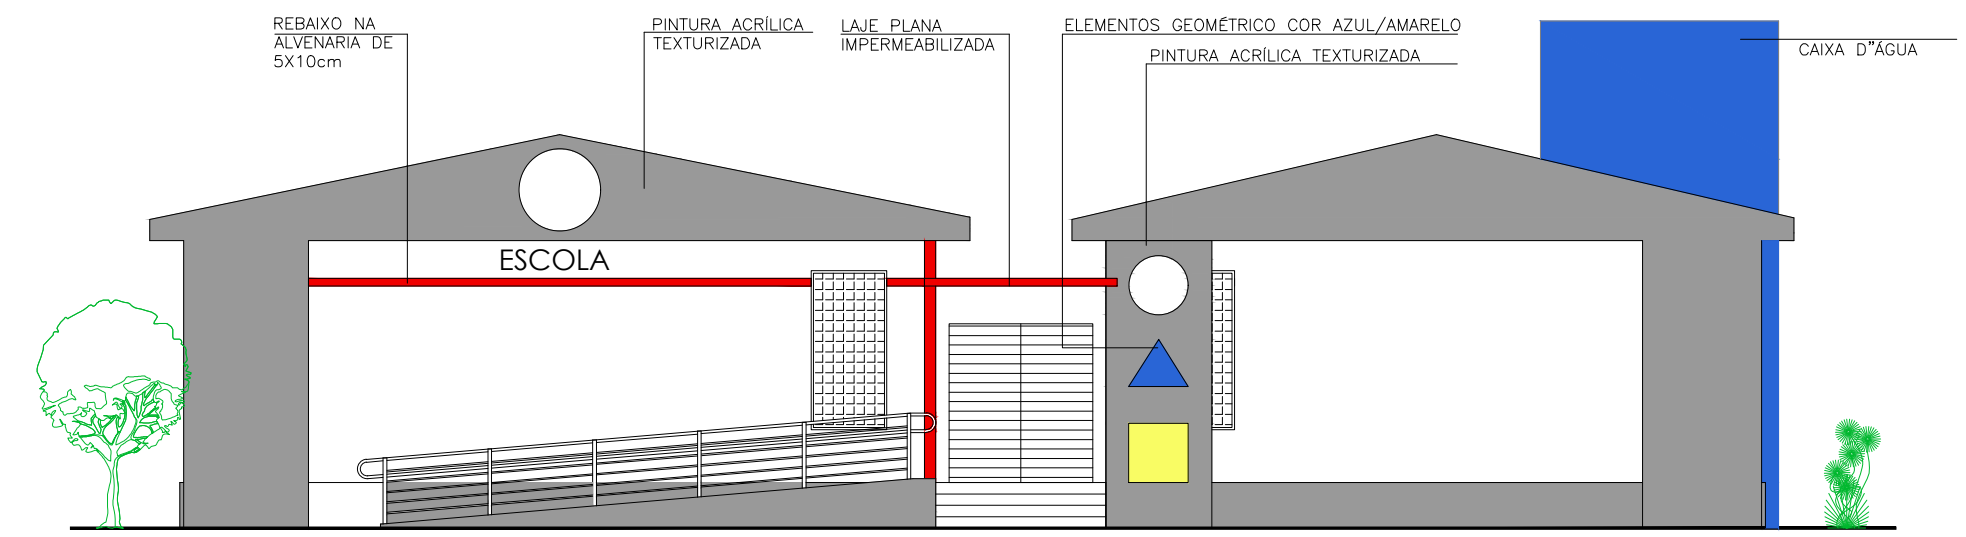 REBAIXO NA
ALVENARIA DE
5X10cm
PINTURA ACRÍLICA
TEXTURIZADA
LAJE PLANA
IMPERMEABILIZADA
ELEMENTOS GEOMÉTRICO COR AZUL/AMARELO
PINTURA ACRÍLICA TEXTURIZADA
CAIXA D"ÁGUA
ESCOLA